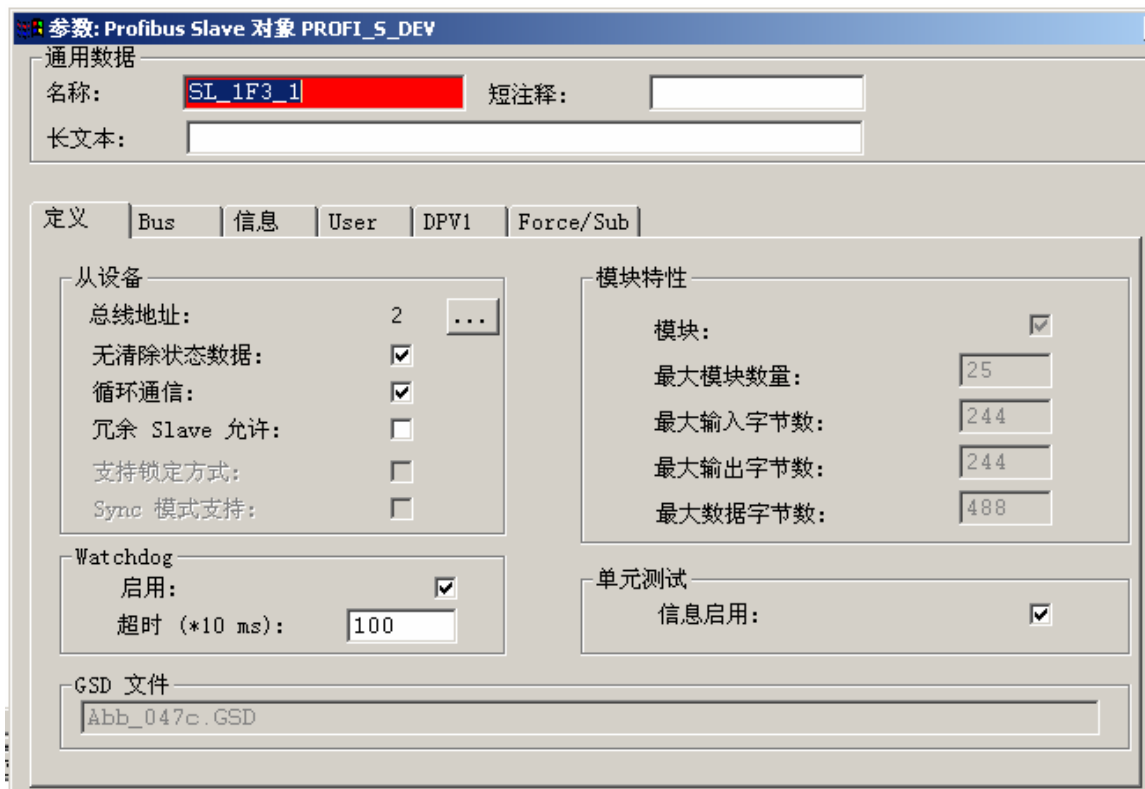 参数: Profibus Slave 对象 PROFI_S_DEV
通用数据
名称: SL_1F3_1 短注释:
长文本:
定义 Bus 信息 User DPV1 Force/Sub
从设备
总线地址: 2 ...
无清除状态数据:
循环通信:
冗余 Slave 允许:
支持锁定方式:
Sync 模式支持:
模块特性
模块:
最大模块数量: 25
最大输入字节数: 244
最大输出字节数: 244
最大数据字节数: 488
Watchdog
启用:
超时 (*10 ms): 100
单元测试
信息启用:
GSD 文件
Abb_047c.GSD